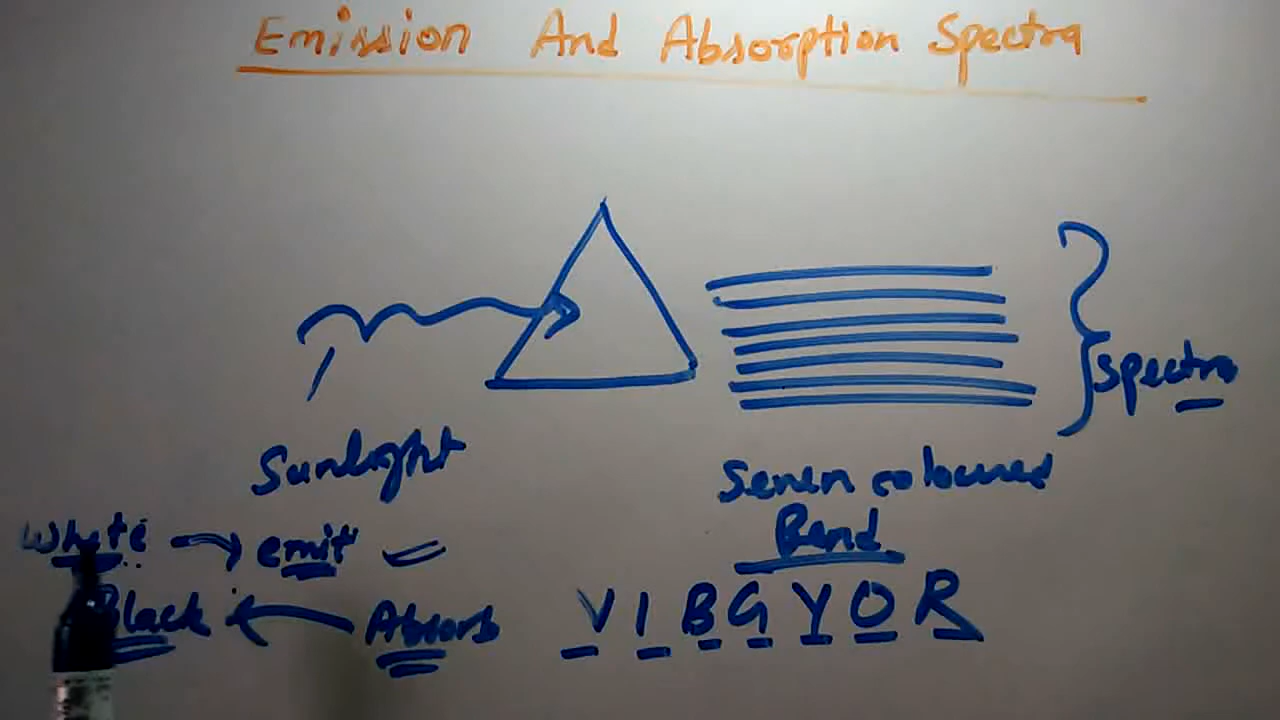 Emission And Absorption Spectra
spectra
Sunlight
Seven coloured
Band
White → emit
Black ← Absorb
V I B G Y O R